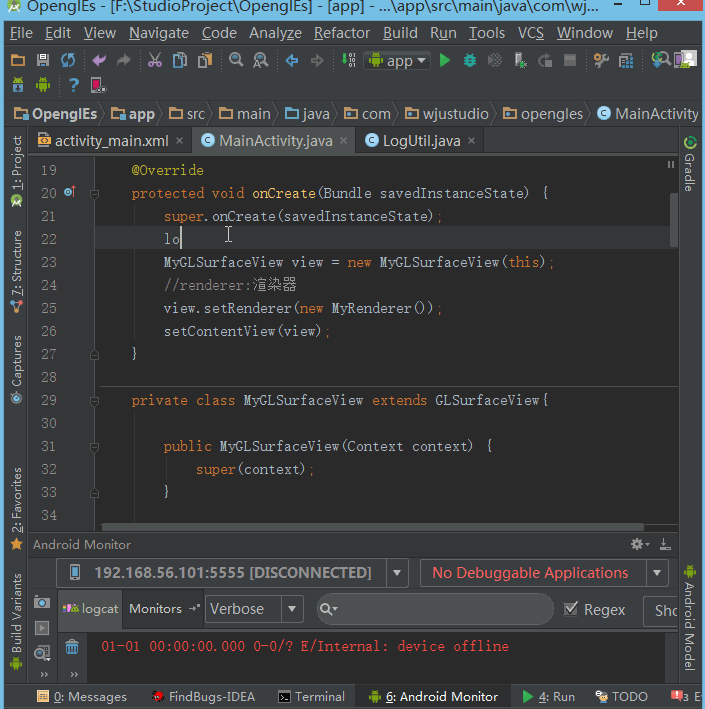 OpenglEs - [F:\StudioProject\OpenglEs] - [app] - ...\app\src\main\java\com\wj...
File Edit View Navigate Code Analyze Refactor Build Run Tools VCS Window Help
app
OpenglEs app src main java com wjustudio opengles MainActivity
activity_main.xml MainActivity.java LogUtil.java
1: Project
7: Structure
Captures
2: Favorites
Build Variants
Gradle
Android Model
19 @Override
20 protected void onCreate(Bundle savedInstanceState) {
21 super.onCreate(savedInstanceState);
22 lo
23 MyGLSurfaceView view = new MyGLSurfaceView(this);
24 //renderer:渲染器
25 view.setRenderer(new MyRenderer());
26 setContentView(view);
27 }
28
29 private class MyGLSurfaceView extends GLSurfaceView{
30
31 public MyGLSurfaceView(Context context) {
32 super(context);
33 }
34
Android Monitor
192.168.56.101:5555 [DISCONNECTED] No Debuggable Applications
logcat Monitors Verbose Regex Sho
01-01 00:00:00.000 0-0/? E/Internal: device offline
0: Messages FindBugs-IDEA Terminal 6: Android Monitor 4: Run TODO 3 E